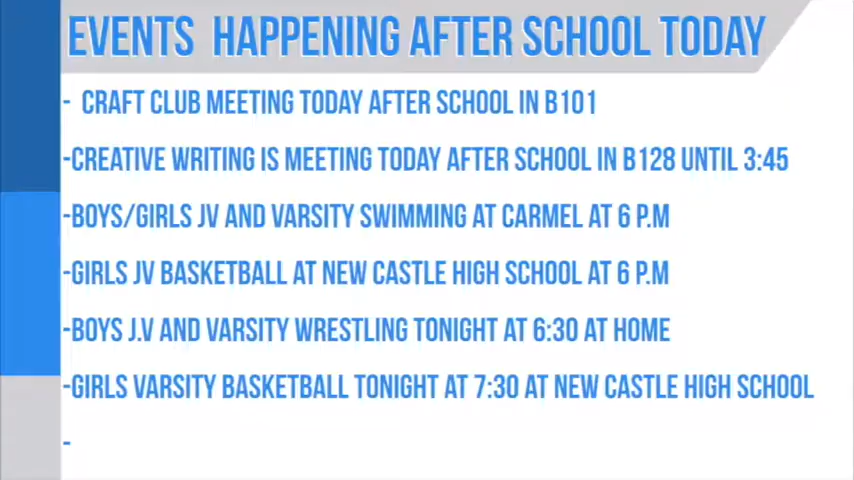 EVENTS HAPPENING AFTER SCHOOL TODAY
- CRAFT CLUB MEETING TODAY AFTER SCHOOL IN B101
-CREATIVE WRITING IS MEETING TODAY AFTER SCHOOL IN B128 UNTIL 3:45
-BOYS/GIRLS JV AND VARSITY SWIMMING AT CARMEL AT 6 P.M
-GIRLS JV BASKETBALL AT NEW CASTLE HIGH SCHOOL AT 6 P.M
-BOYS J.V AND VARSITY WRESTLING TONIGHT AT 6:30 AT HOME
-GIRLS VARSITY BASKETBALL TONIGHT AT 7:30 AT NEW CASTLE HIGH SCHOOL
-